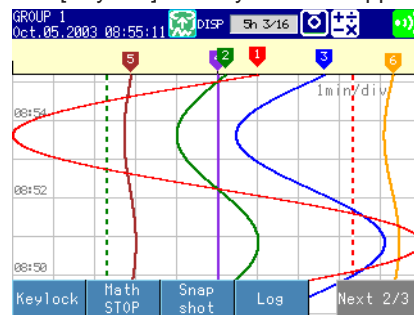 GROUP 1
Oct.05.2003 08:55:11
DISP
5h 3/16
5
2
1
3
6
1min/div
08:54
08:52
08:50
Keylock
Math
STOP
Snap
shot
Log
Next 2/3